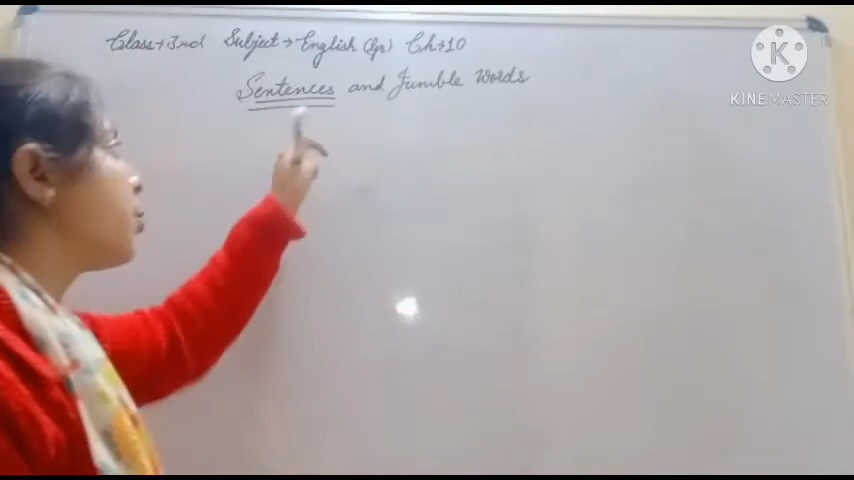 Class→3rd Subject→English (Gr) Ch→10
Sentences and Jumble Words
K
KINEMASTER